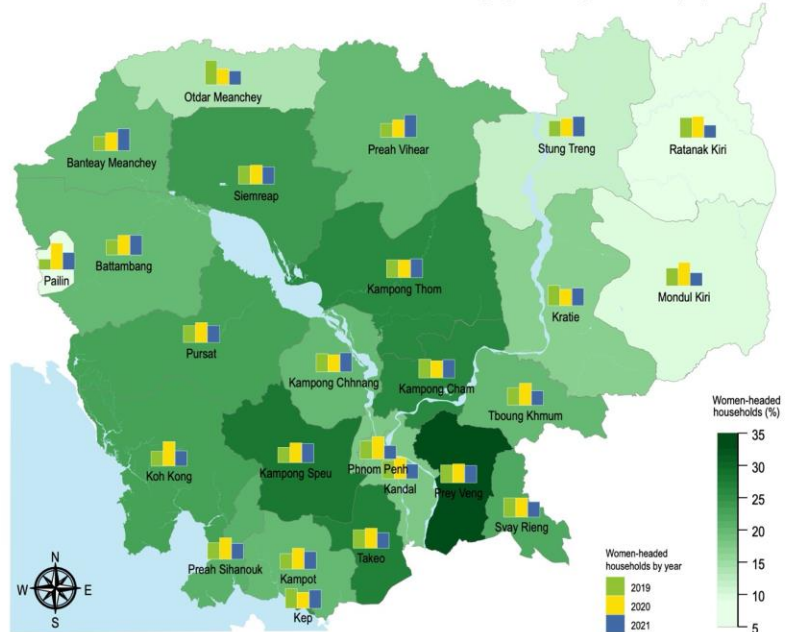 Otdar Meanchey
Banteay Meanchey
Preah Vihear
Stung Treng
Ratanak Kiri
Siemreap
Battambang
Pailin
Kampong Thom
Mondul Kiri
Kratie
Pursat
Kampong Chhnang
Kampong Cham
Tboung Khmum
Koh Kong
Kampong Speu
Phnom Penh
Kandal
Prey Veng
Svay Rieng
Preah Sihanouk
Kampot
Takeo
Kep
N
W E
S
Women-headed
households (%)
35
30
25
20
15
10
5
Women-headed
households by year
2019
2020
2021